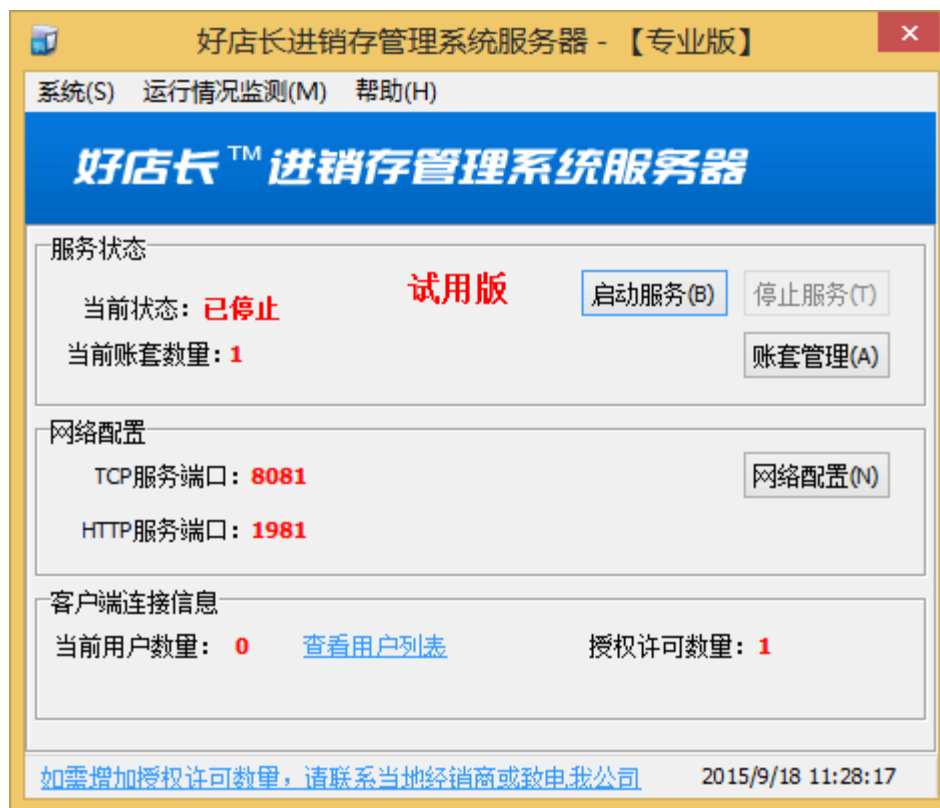 好店长进销存管理系统服务器 - 【专业版】
系统(S) 运行情况监测(M) 帮助(H)
好店长™进销存管理系统服务器
服务状态
当前状态：已停止 试用版 启动服务(B) 停止服务(T)
当前账套数量：1 账套管理(A)
网络配置
TCP服务端口：8081 网络配置(N)
HTTP服务端口：1981
客户端连接信息
当前用户数量： 0 查看用户列表 授权许可数量：1
如需增加授权许可数量，请联系当地经销商或致电我公司 2015/9/18 11:28:17